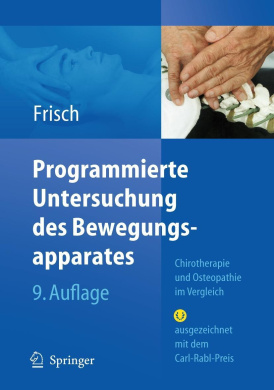 Frisch
Programmierte
Untersuchung
des Bewegungs-
apparates
9. Auflage
Chirotherapie
und Osteopathie
im Vergleich
ausgezeichnet
mit dem
Carl-Rabl-Preis
Springer